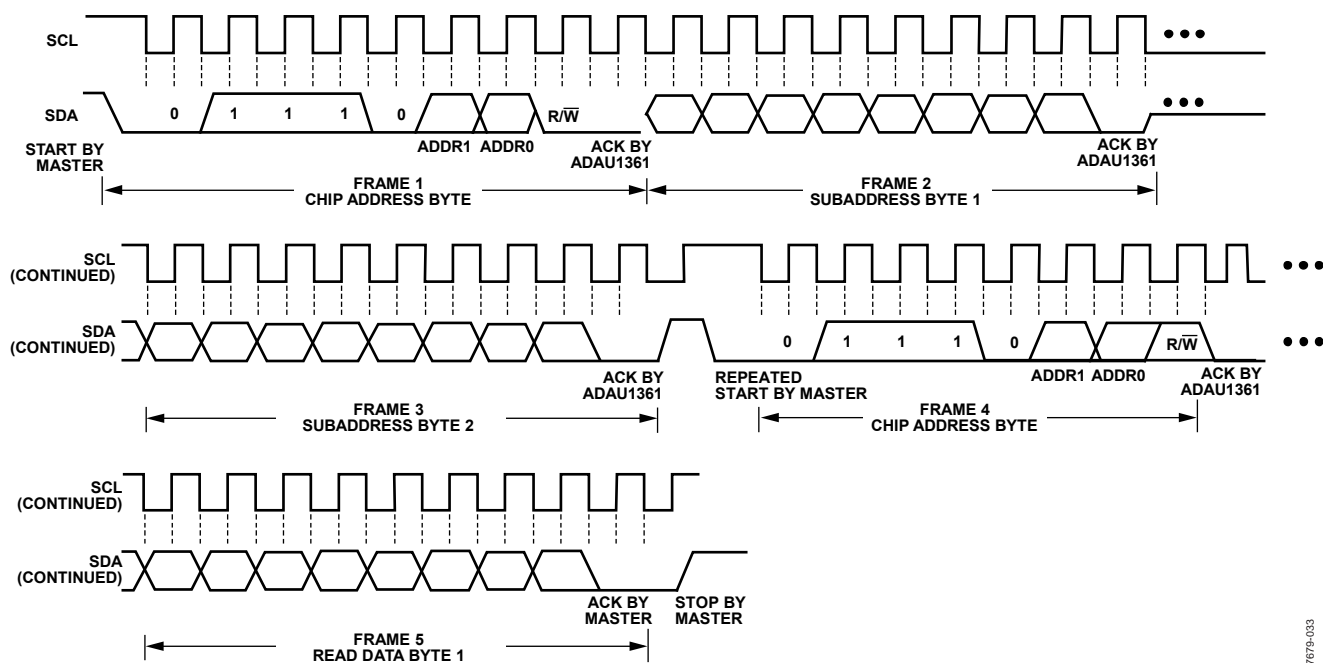 SCL
•••
SDA
0 1 1 1 0 R/W̅
•••
ADDR1 ADDR0
START BY
MASTER
ACK BY
ADAU1361
ACK BY
ADAU1361
FRAME 1
CHIP ADDRESS BYTE
FRAME 2
SUBADDRESS BYTE 1
SCL
(CONTINUED)
•••
SDA
(CONTINUED)
0 1 1 1 0 R/W̅
•••
ACK BY
ADAU1361
REPEATED
START BY MASTER
ADDR1 ADDR0
ACK BY
ADAU1361
FRAME 3
SUBADDRESS BYTE 2
FRAME 4
CHIP ADDRESS BYTE
SCL
(CONTINUED)
SDA
(CONTINUED)
ACK BY
MASTER
STOP BY
MASTER
FRAME 5
READ DATA BYTE 1
7679-033